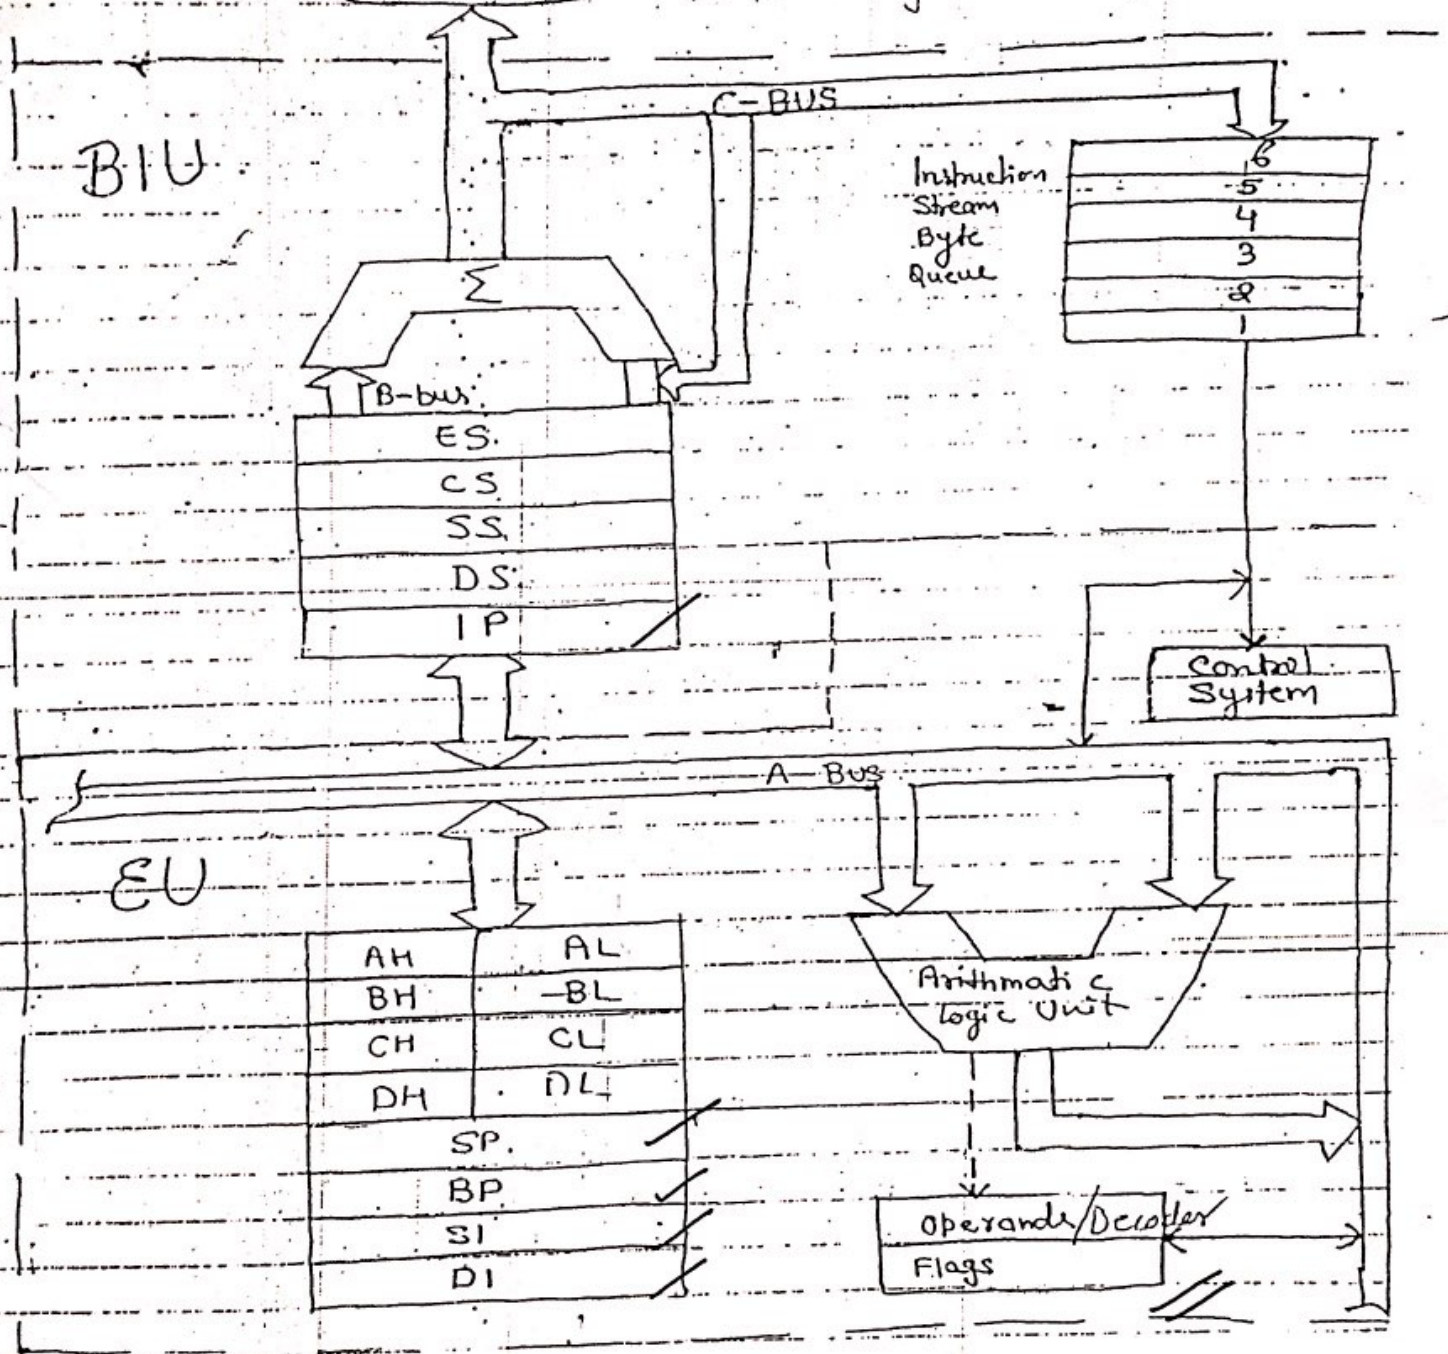 C-BUS
BIU
6
Instruction
5
Stream
4
Byte
3
Queue
2
1
Σ
B-bus
ES.
CS
SS
DS.
IP
Control
System
A-Bus
EU
AH AL
BH -BL
CH CL
DH DL
SP.
BP
SI
DI
Arithmatic
logic Unit
Operands/Decoder
Flags